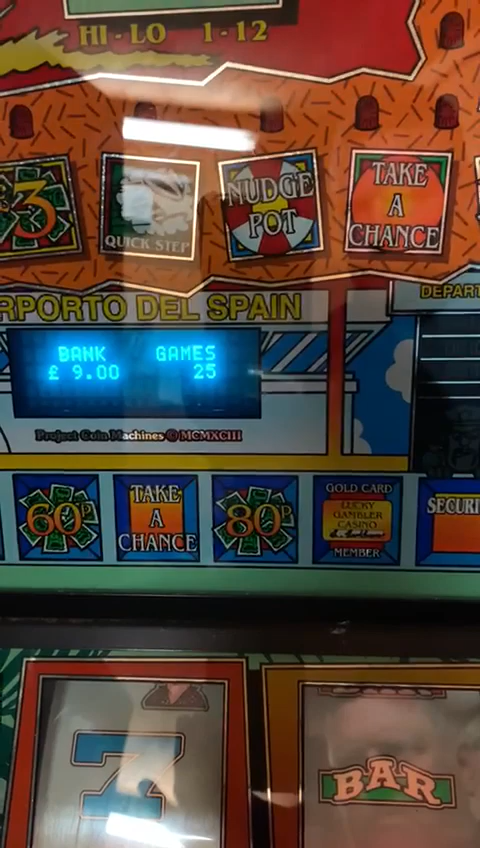 HI-LO 1-12
3
QUICK STEP
NUDGE
POT
TAKE
A
CHANCE
RPORTO DEL SPAIN
DEPART
BANK GAMES
£ 9.00 25
Project Coin Machines © MCMXCIII
60P
TAKE
A
CHANCE
80P
GOLD CARD
LUCKY
GAMBLER
CASINO
MEMBER
SECURI
7
BAR